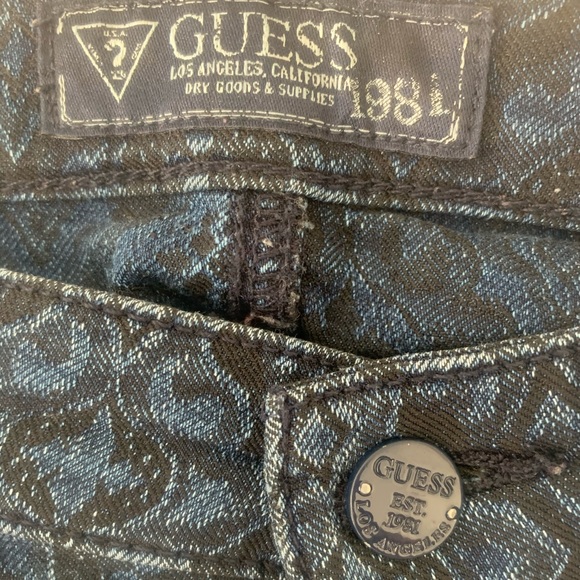 U.S.A.
?
GUESS
LOS ANGELES, CALIFORNIA
DRY GOODS & SUPPLIES
1981
GUESS
EST.
1981
LOS ANGELES